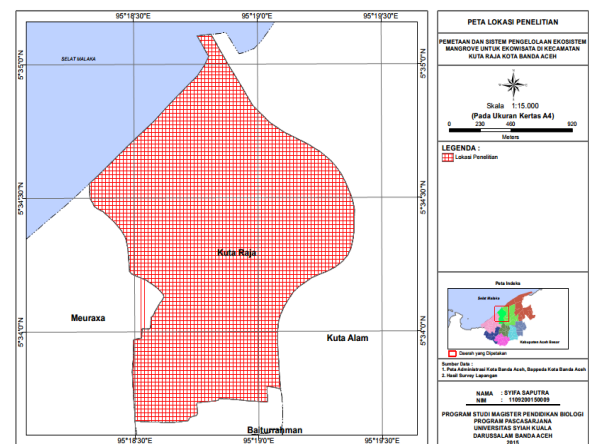 95°18'30"E
95°19'0"E
95°19'30"E
5°35'0"N
5°34'30"N
5°34'0"N
SELAT MALAKA
Kuta Raja
Meuraxa
Kuta Alam
Baiturrahman
5°35'0"N
5°34'30"N
5°34'0"N
95°18'30"E
95°19'0"E
95°19'30"E
PETA LOKASI PENELITIAN
PEMETAAN DAN SISTEM PENGELOLAAN EKOSISTEM
MANGROVE UNTUK EKOWISATA DI KECAMATAN
KUTA RAJA KOTA BANDA ACEH
Skala 1:15.000
(Pada Ukuran Kertas A4)
0 230 460 920
Meters
LEGENDA :
Lokasi Penelitian
Peta Indeks
Selat Malaka
Kabupaten Aceh Besar
Daerah yang Dipetakan
Sumber Data :
1. Peta Administrasi Kota Banda Aceh, Bappeda Kota Banda Aceh
2. Hasil Survey Lapangan
NAMA : SYIFA SAPUTRA
NIM : 1109200150009
PROGRAM STUDI MAGISTER PENDIDIKAN BIOLOGI
PROGRAM PASCASARJANA
UNIVERSITAS SYIAH KUALA
DARUSSALAM BANDA ACEH
2015